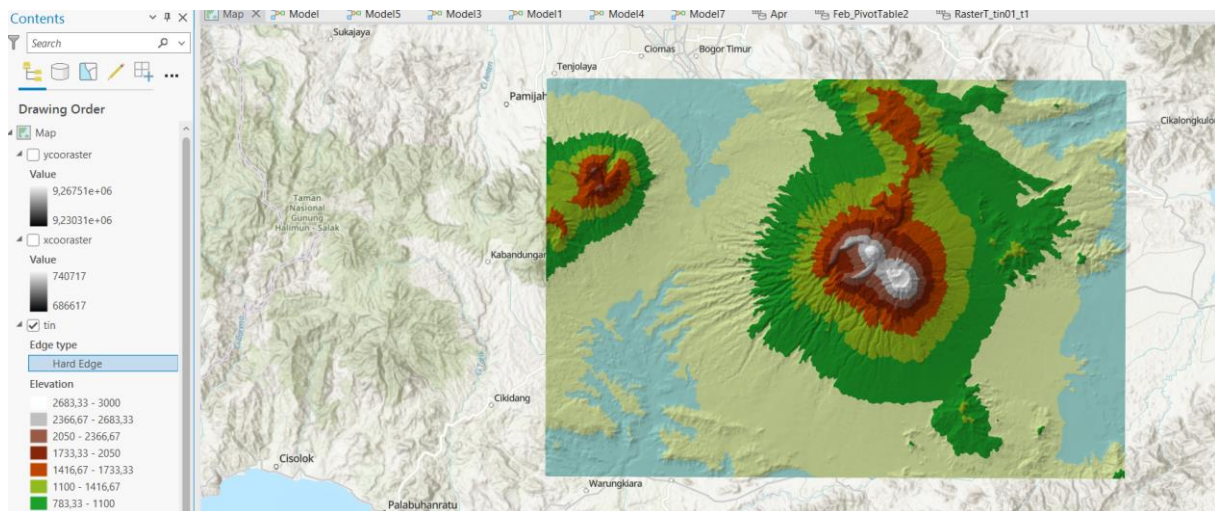 Contents
Map
Model
Model5
Model3
Model1
Model4
Model7
Apr
Feb_PivotTable2
RasterT_tin01_t1
Search
Drawing Order
Map
ycooraster
Value
9,26751e+06
9,23031e+06
xcooraster
Value
740717
686617
tin
Edge type
Hard Edge
Elevation
2683,33 - 3000
2366,67 - 2683,33
2050 - 2366,67
1733,33 - 2050
1416,67 - 1733,33
1100 - 1416,67
783,33 - 1100
Sukajaya
Ciomas
Bogor Timur
Tenjolaya
Pamijah
Cikalongkulo
Taman
Nasional
Gunung
Halimun - Salak
Kabandungan
Cikidang
Cisolok
Warungkiara
Palabuhanratu